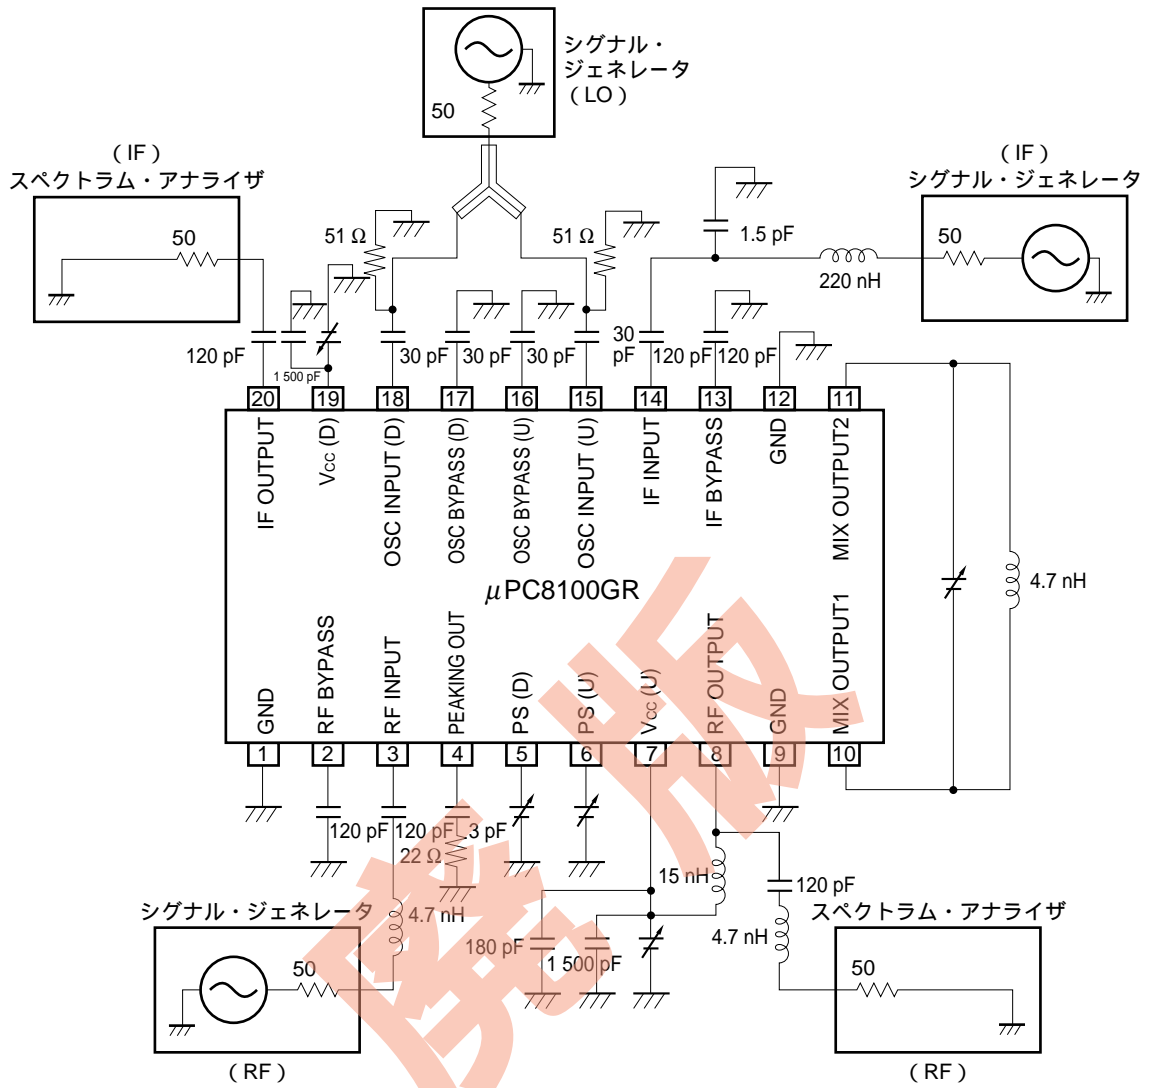 シグナル・
ジェネレータ
( LO )
50
( IF )
スペクトラム・アナライザ
50
( IF )
シグナル・ジェネレータ
50
51 Ω
51 Ω
1.5 pF
220 nH
120 pF
1 500 pF
30 pF
30 pF
30 pF
30
pF
120 pF
120 pF
20
19
18
17
16
15
14
13
12
11
IF OUTPUT
Vcc (D)
OSC INPUT (D)
OSC BYPASS (D)
OSC BYPASS (U)
OSC INPUT (U)
IF INPUT
IF BYPASS
GND
MIX OUTPUT2
μPC8100GR
4.7 nH
GND
RF BYPASS
RF INPUT
PEAKING OUT
PS (D)
PS (U)
Vcc (U)
RF OUTPUT
GND
MIX OUTPUT1
1
2
3
4
5
6
7
8
9
10
120 pF
120 pF
3 pF
22 Ω
15 nH
120 pF
シグナル・ジェネレータ
4.7 nH
180 pF
1 500 pF
4.7 nH
スペクトラム・アナライザ
50
50
( RF )
( RF )
廃版